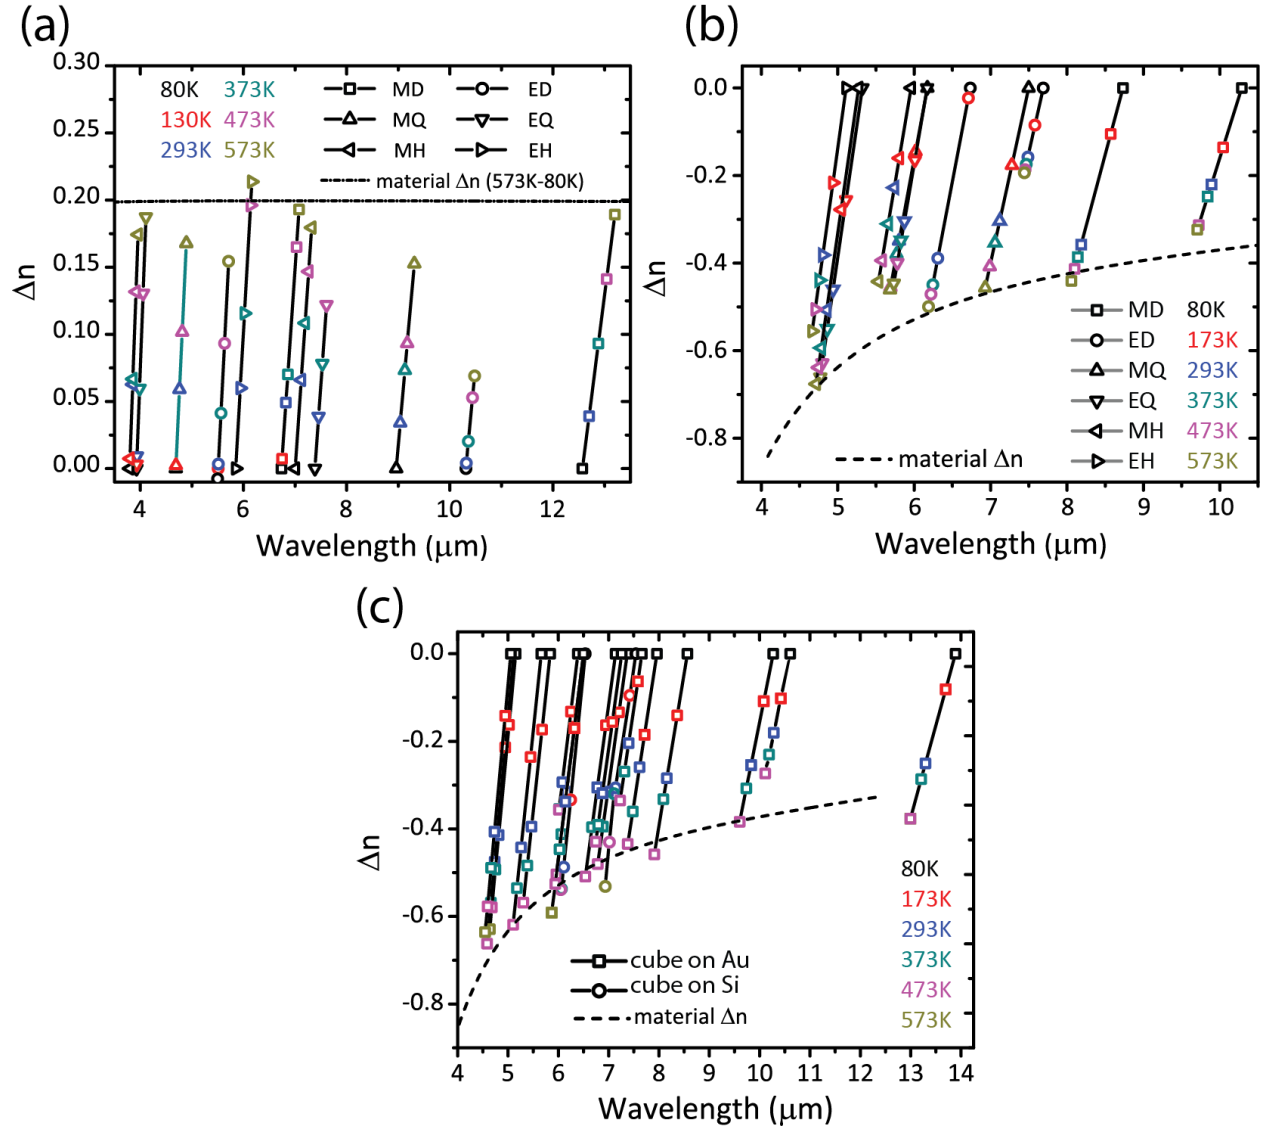 (a)
0.30
0.25
0.20
0.15
0.10
0.05
0.00
Δn
80K 373K
130K 473K
293K 573K
MD ED
MQ EQ
MH EH
material Δn (573K-80K)
4 6 8 10 12
Wavelength (μm)
(b)
0.0
-0.2
-0.4
-0.6
-0.8
Δn
MD 80K
ED 173K
MQ 293K
EQ 373K
MH 473K
EH 573K
material Δn
4 5 6 7 8 9 10
Wavelength (μm)
(c)
0.0
-0.2
-0.4
-0.6
-0.8
Δn
80K
173K
293K
373K
473K
573K
cube on Au
cube on Si
material Δn
4 5 6 7 8 9 10 11 12 13 14
Wavelength (μm)